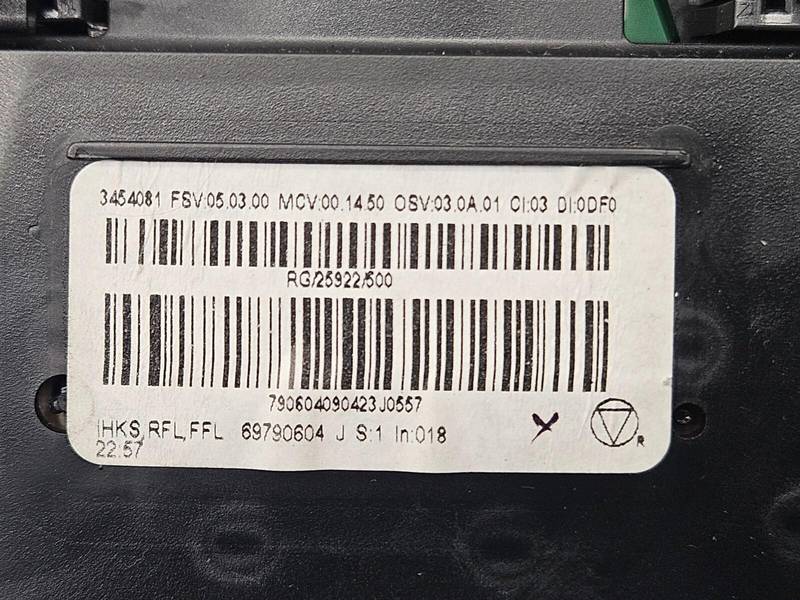 3454081 FSV:05.03.00 MCV:00.14.50 OSV:03.0A.01 CI:03 DI:0DF0
RG/25922/500
790604090423J0557
IHKS,RFL,FFL 69790604 J S:1 In:018
22:57
R